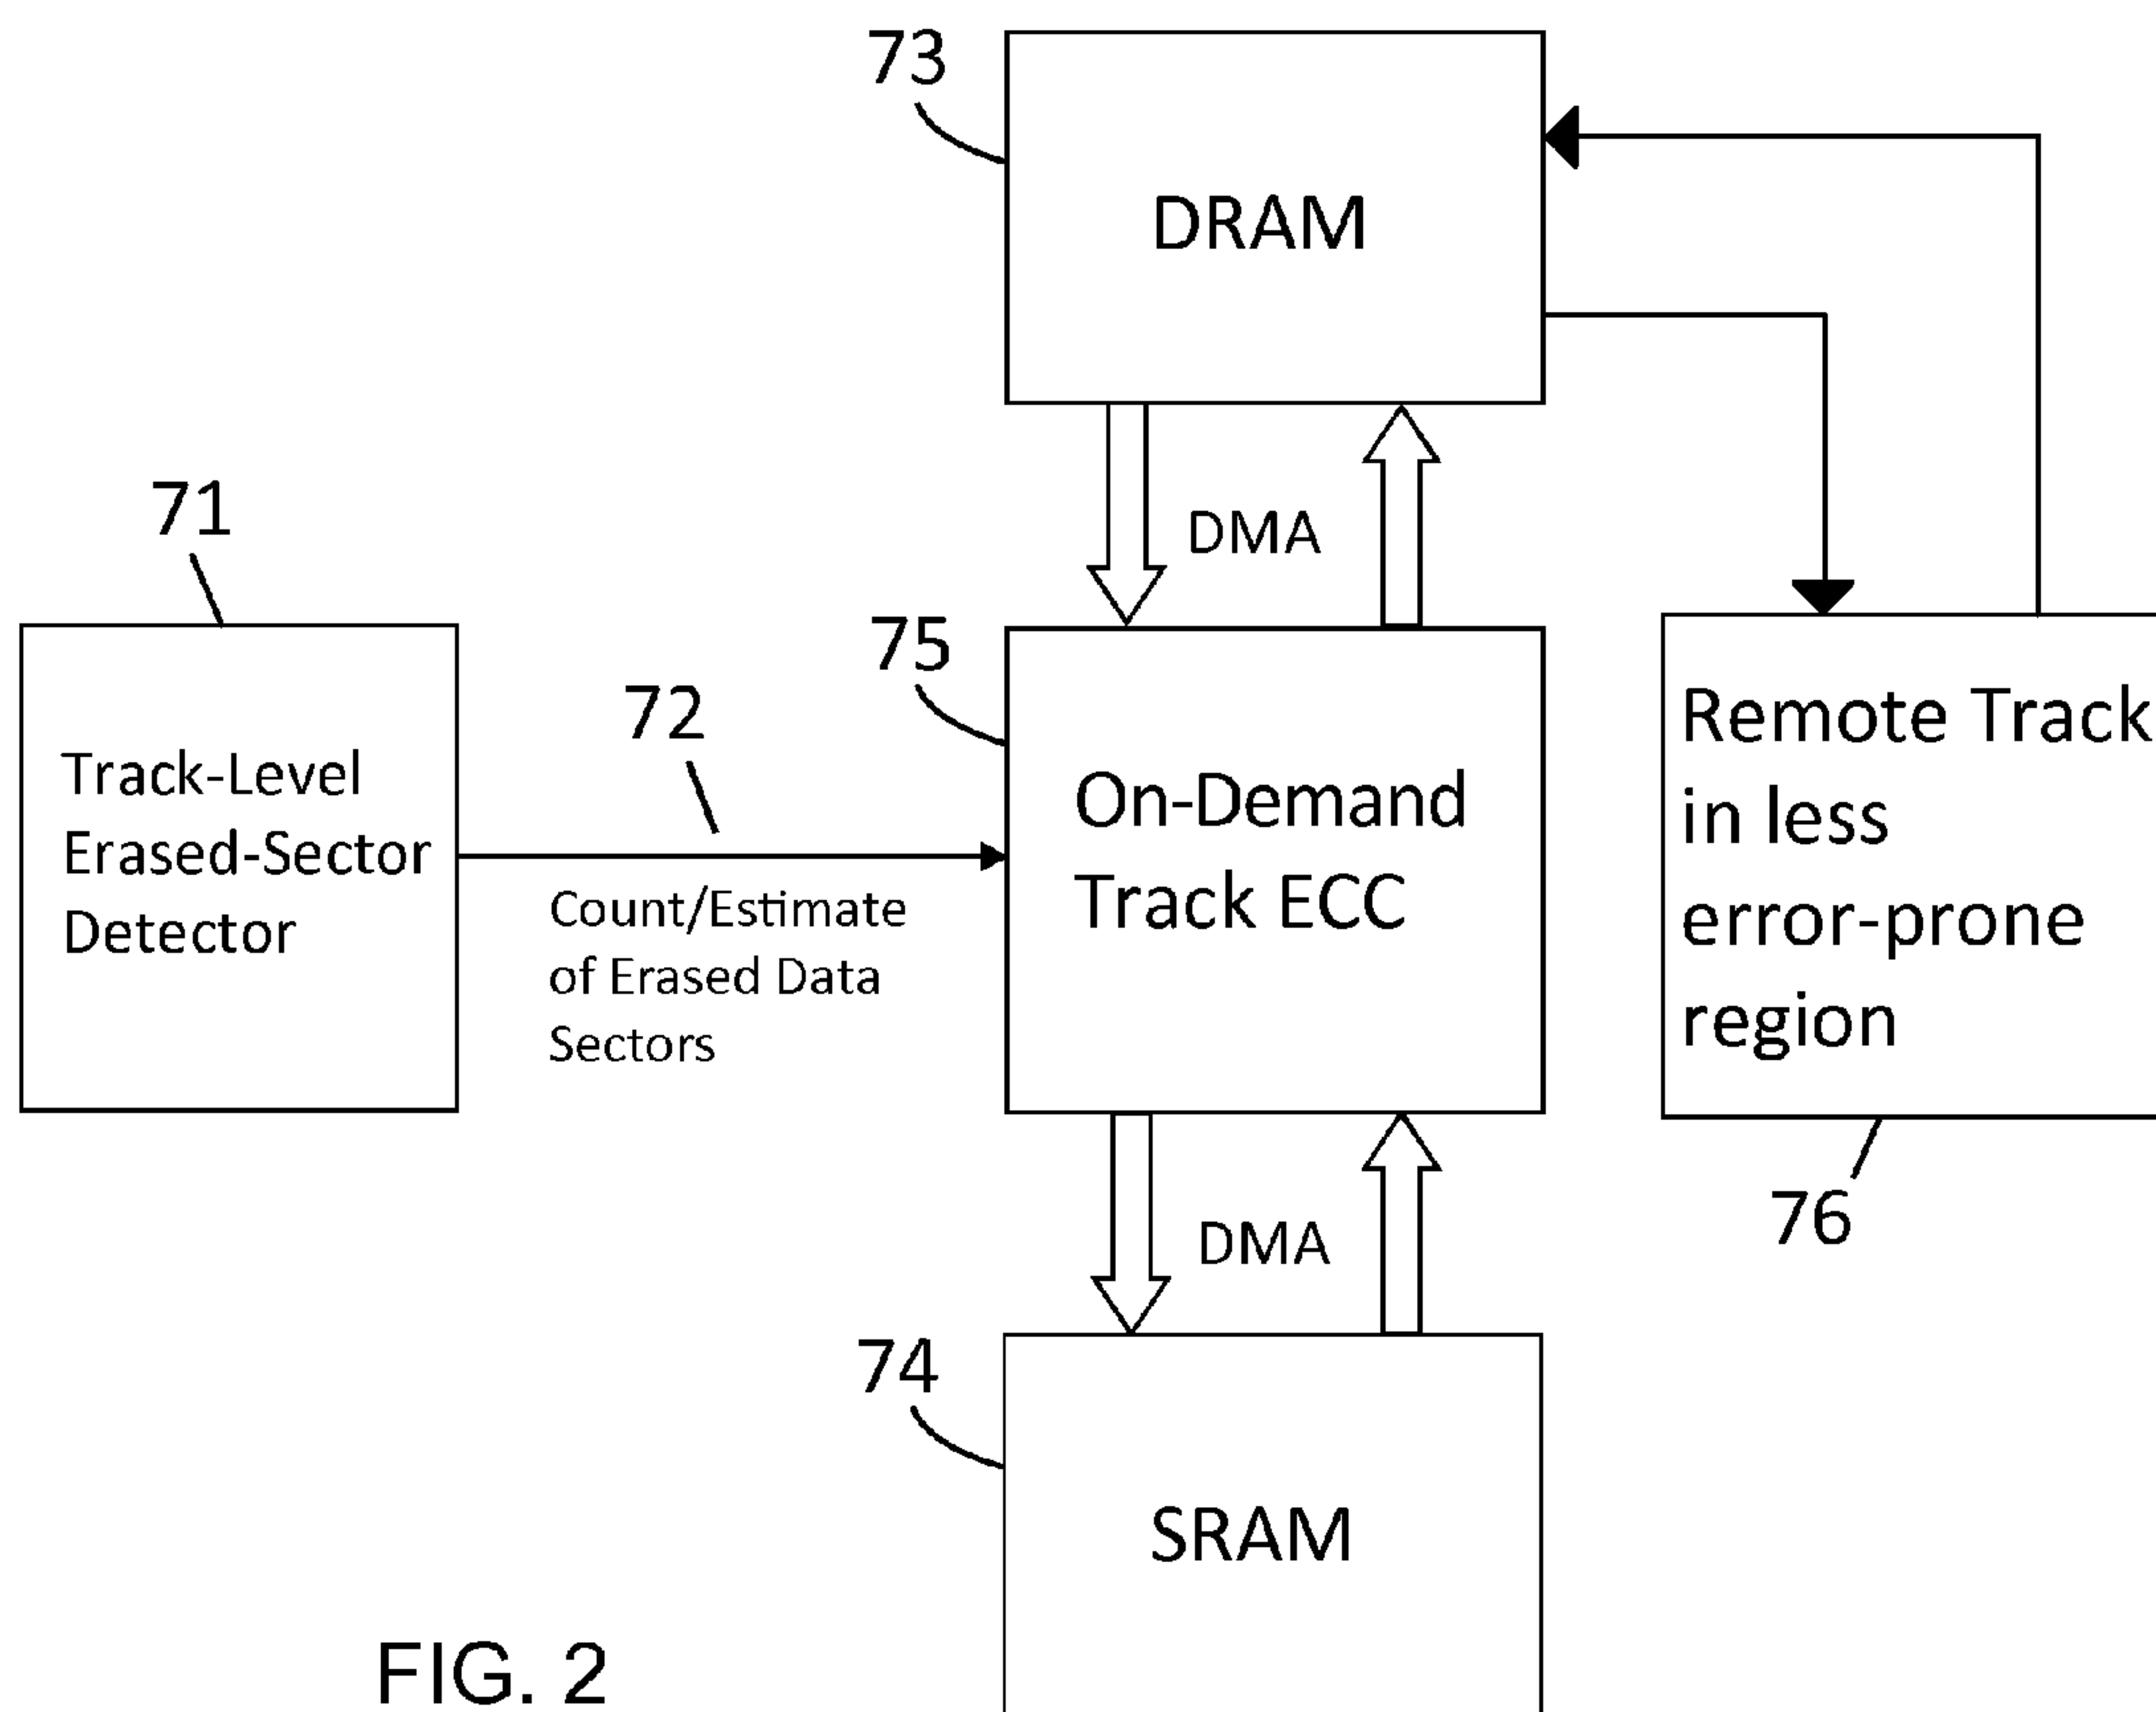 73
DRAM
DMA
71
75
72
Track-Level
Erased-Sector
Detector
Count/Estimate
of Erased Data
Sectors
On-Demand
Track ECC
Remote Track
in less
error-prone
region
76
DMA
74
SRAM
FIG. 2